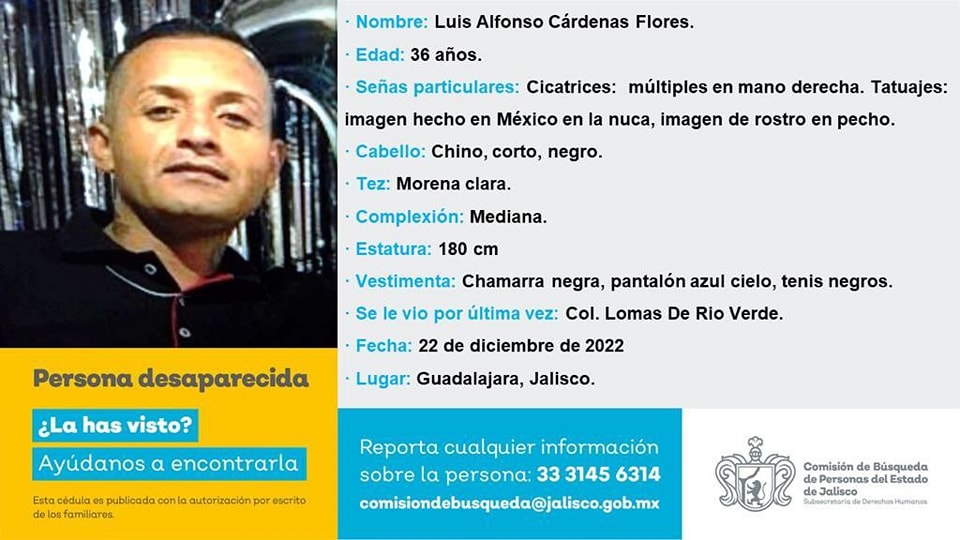 · Nombre: Luis Alfonso Cárdenas Flores.
· Edad: 36 años.
· Señas particulares: Cicatrices: múltiples en mano derecha. Tatuajes:
imagen hecho en México en la nuca, imagen de rostro en pecho.
· Cabello: Chino, corto, negro.
· Tez: Morena clara.
· Complexión: Mediana.
· Estatura: 180 cm
· Vestimenta: Chamarra negra, pantalón azul cielo, tenis negros.
· Se le vio por última vez: Col. Lomas De Rio Verde.
· Fecha: 22 de diciembre de 2022
· Lugar: Guadalajara, Jalisco.
Persona desaparecida
¿La has visto?
Ayúdanos a encontrarla
Esta cédula es publicada con la autorización por escrito
de los familiares.
Reporta cualquier información
sobre la persona: 33 3145 6314
comisiondebusqueda@jalisco.gob.mx
Comisión de Búsqueda
de Personas del Estado
de Jalisco
Subsecretaría de Derechos Humanos